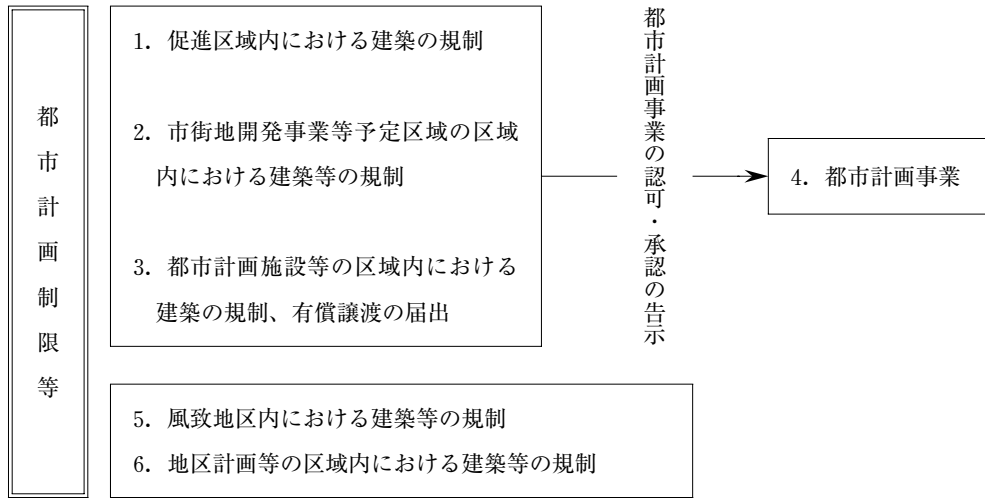 都市計画制限等
1. 促進区域内における建築の規制
2. 市街地開発事業等予定区域の区域
内における建築等の規制
3. 都市計画施設等の区域内における
建築の規制、有償譲渡の届出
都市計画事業の認可・承認の告示
4. 都市計画事業
5. 風致地区内における建築等の規制
6. 地区計画等の区域内における建築等の規制